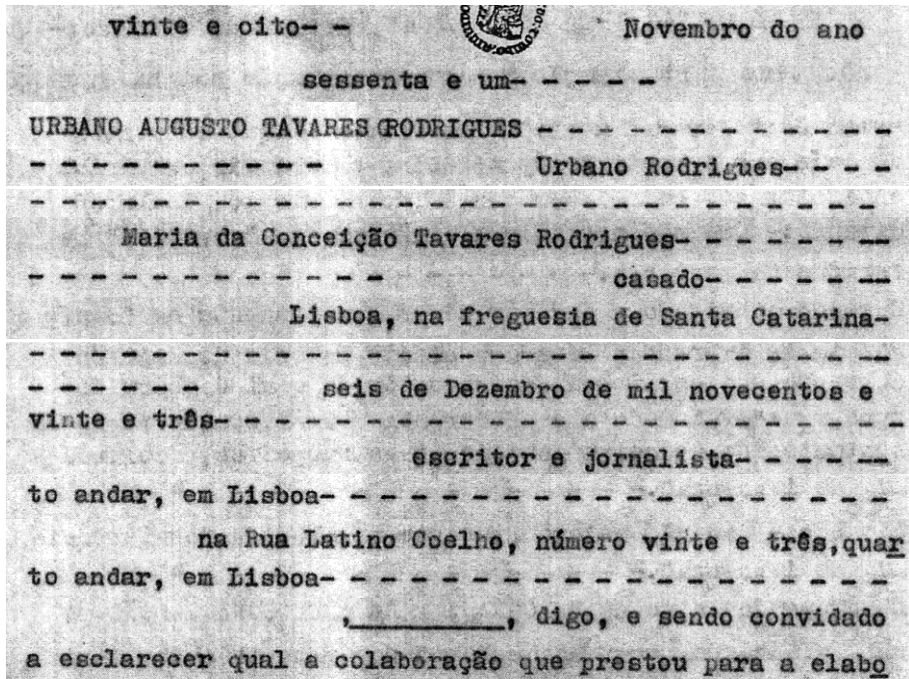 vinte e oito- - Novembro do ano
sessenta e um- - - - -
URBANO AUGUSTO TAVARES RODRIGUES - - - - - - - - - - - -
- - - - - - - - - - - Urbano Rodrigues- - - -
- - - - - - - - - - - - - - - - - - - - - - - - - - - -
Maria da Conceição Tavares Rodrigues- - - - - - --
- - - - - - - - - - - - casado- - - - - --
Lisboa, na freguesia de Santa Catarina-
- - - - - - - - - - - - - - - - - - - - - - - - - - - --
- - - - - - seis de Dezembro de mil novecentos e
vinte e três- - - - - - - - - - - - - - - - - - - - - - -
escritor e jornalista- - - - --
to andar, em Lisboa- - - - - - - - - - - - - - - - - - -
na Rua Latino Coelho, número vinte e três,quar
to andar, em Lisboa- - - - - - - - - - - - - - - - - - -
,__________, digo, e sendo convidado
a esclarecer qual a colaboração que prestou para a elabo